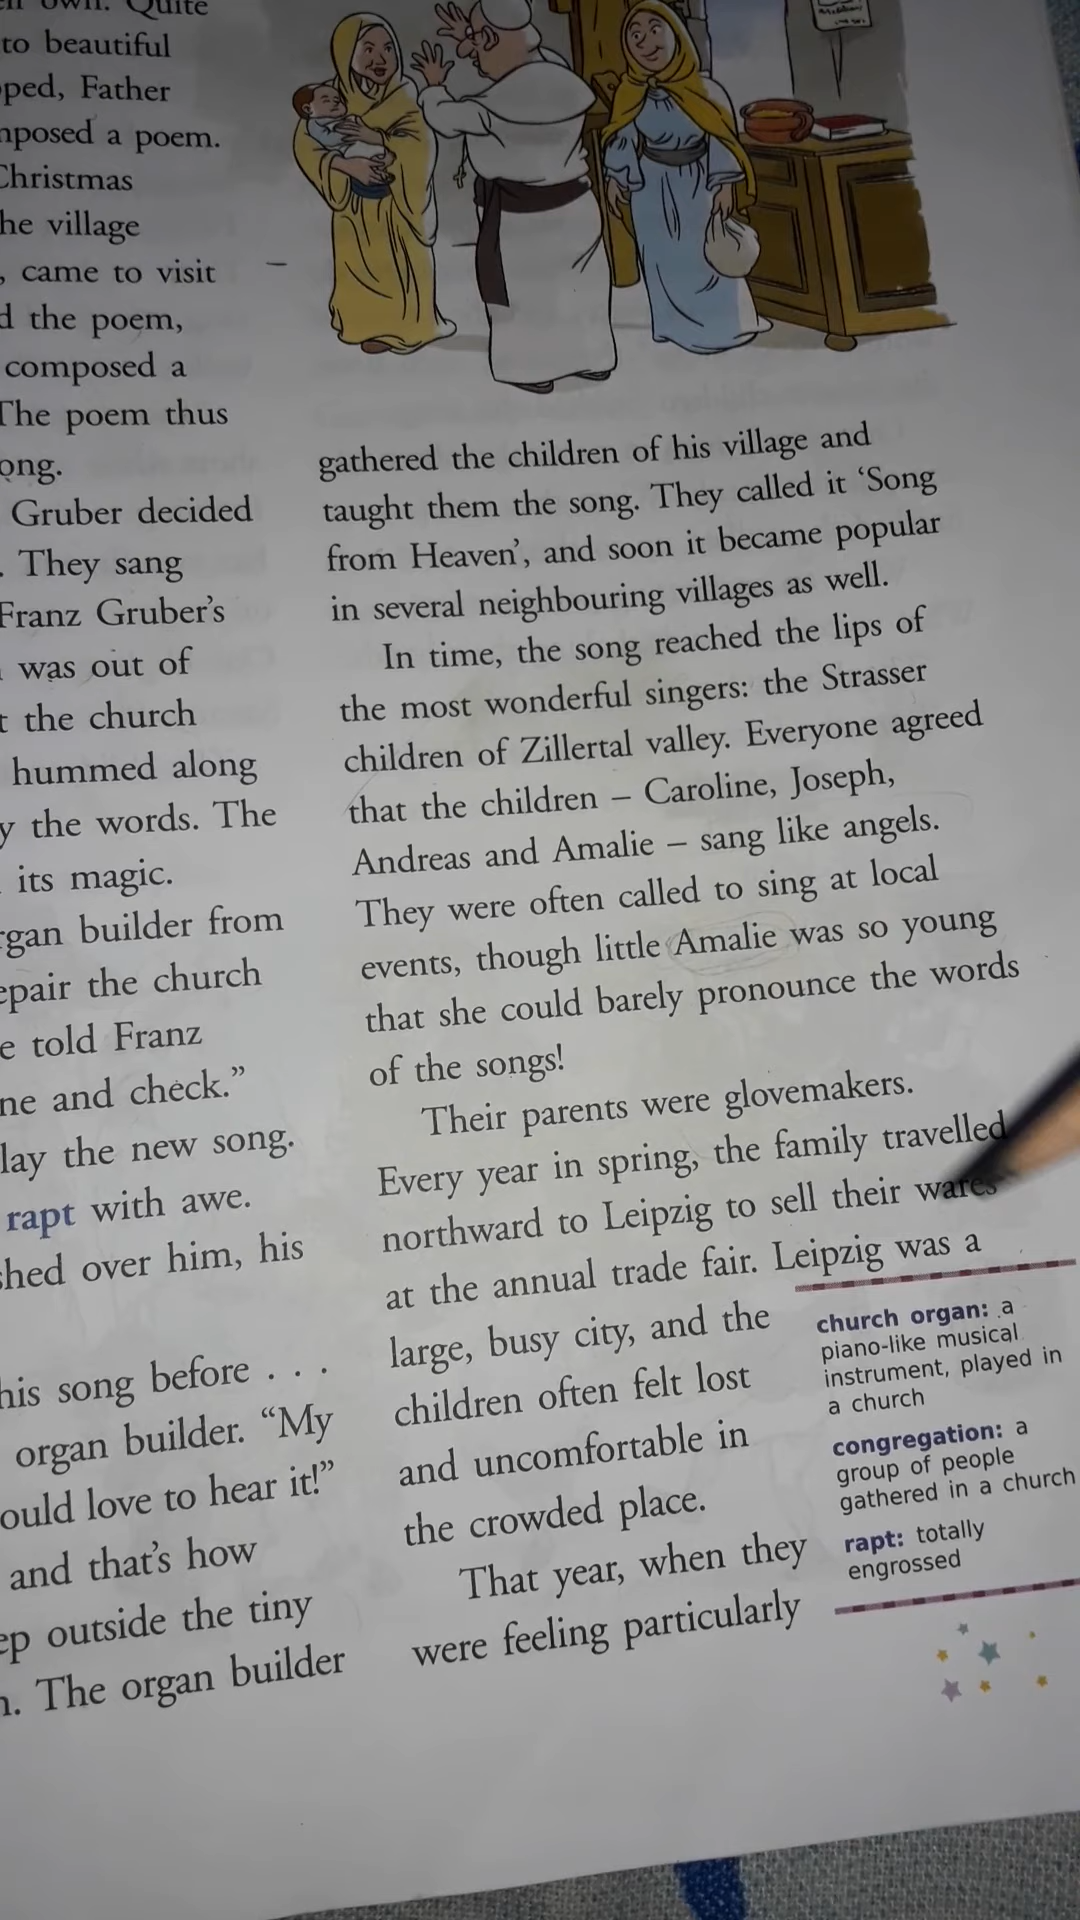 own. Quite
to beautiful
Father
a poem.
Christmas
village
, came to visit
the poem,
composed a
The poem thus
Gruber decided
. They sang
Franz Gruber's
was out of
the church
hummed along
the words. The
its magic.
builder from
the church
told Franz
and check."
the new song.
rapt with awe.
over him, his
song before . . .
organ builder. "My
love to hear it!"
and that's how
outside the tiny
. The organ builder
gathered the children of his village and
taught them the song. They called it 'Song
from Heaven', and soon it became popular
in several neighbouring villages as well.
In time, the song reached the lips of
the most wonderful singers: the Strasser
children of Zillertal valley. Everyone agreed
that the children – Caroline, Joseph,
Andreas and Amalie – sang like angels.
They were often called to sing at local
events, though little Amalie was so young
that she could barely pronounce the words
of the songs!
Their parents were glovemakers.
Every year in spring, the family travelled
northward to Leipzig to sell their wares
at the annual trade fair. Leipzig was a
large, busy city, and the
children often felt lost
and uncomfortable in
the crowded place.
That year, when they
were feeling particularly
church organ: a
piano-like musical
instrument, played in
a church
congregation: a
group of people
gathered in a church
rapt: totally
engrossed